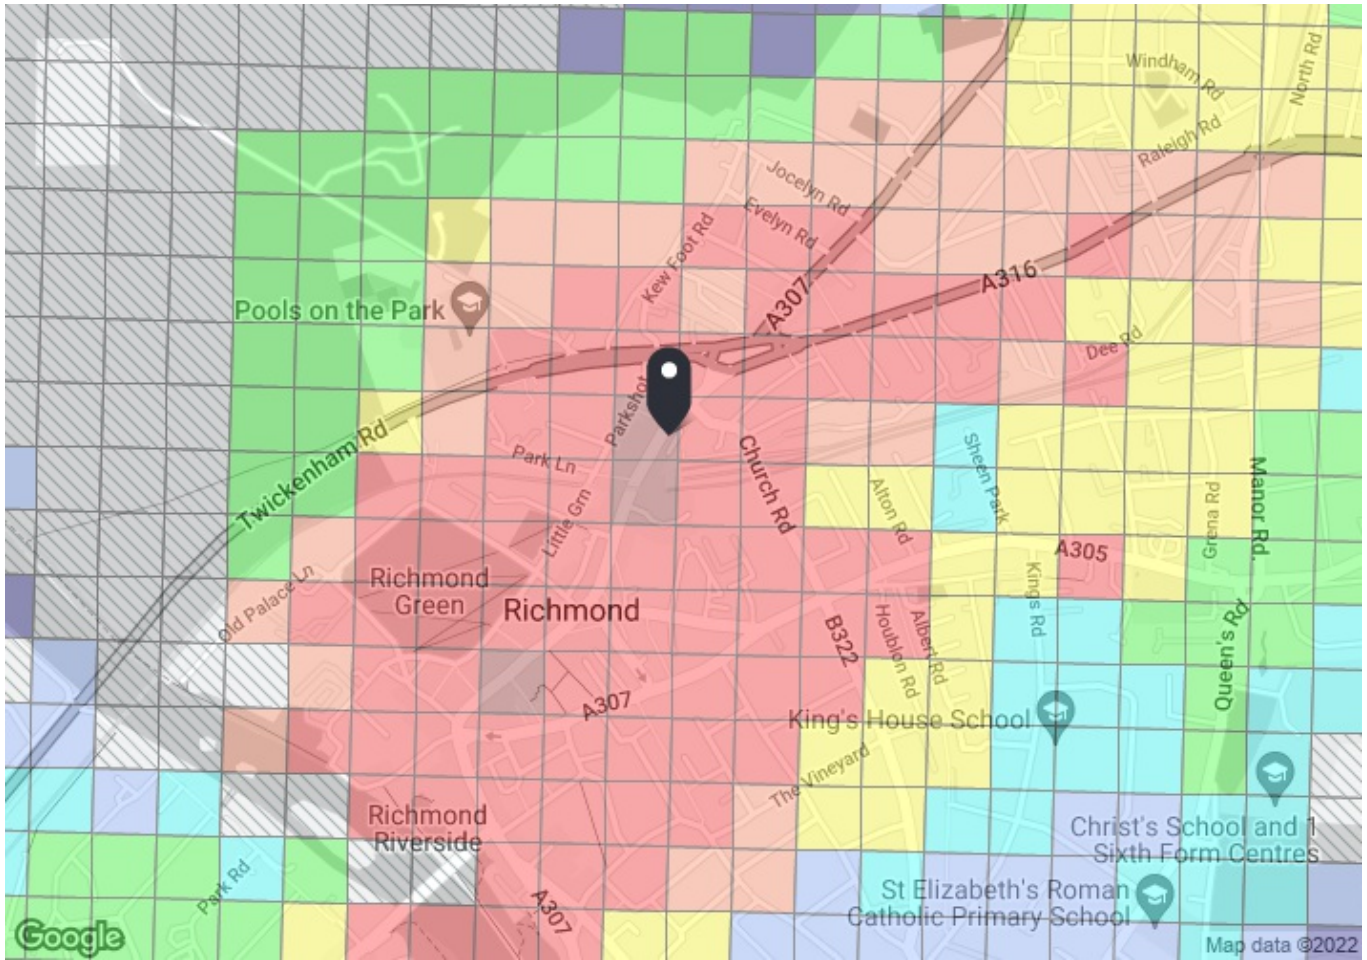 Windham Rd
North Rd
Raleigh Rd
Jocelyn Rd
Evelyn Rd
Kew Foot Rd
A316
A307
Pools on the Park
Dee Rd
Parkshot
Twickenham Rd
Church Rd
Sheen Park
Park Ln
Alton Rd
Grena Rd
Manor Rd.
Little Grn
A305
Richmond
Green
Old Palace Ln
Richmond
Kings Rd
B322
Houblon Rd
Albert Rd
Queen's Rd
A307
King's House School
The Vineyard
Richmond
Riverside
Christ's School and 1
Sixth Form Centres
Park Rd
St Elizabeth's Roman
Catholic Primary School
A307
Google
Map data ©2022